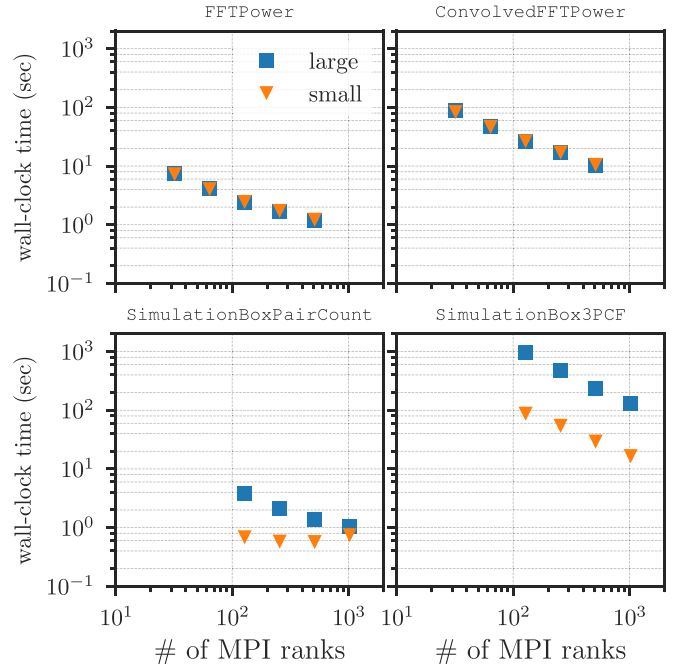 FFTPower
ConvolvedFFTPower
wall-clock time (sec)
10³
10²
10¹
10⁰
10⁻¹
large
small
SimulationBoxPairCount
SimulationBox3PCF
wall-clock time (sec)
10³
10²
10¹
10⁰
10⁻¹
10¹
10²
10³
10¹
10²
10³
# of MPI ranks
# of MPI ranks